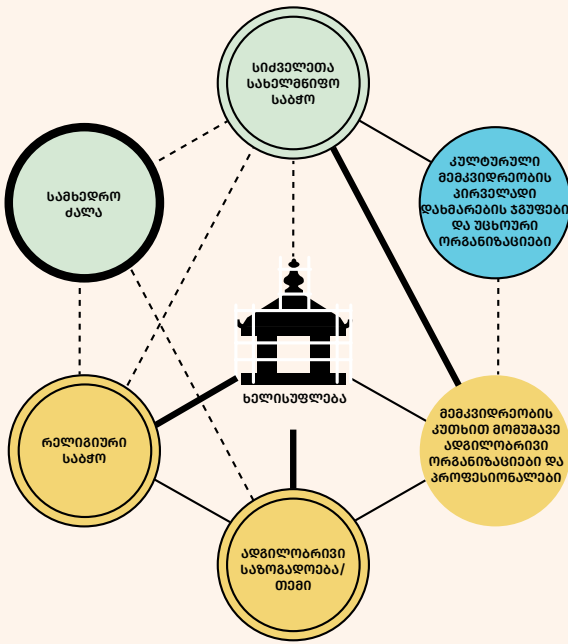 სიძველეთა
სახელმწიფო
საბჭო
სამხედრო
ძალა
კულტურული
მემკვიდრეობის
პირველადი
დახმარების ჯგუფები
და უცხოური
ორგანიზაციები
ხელისუფლება
რელიგიური
საბჭო
მემკვიდრეობის
კუთხით მომუშავე
ადგილობრივი
ორგანიზაციები და
პროფესიონალები
ადგილობრივი
საზოგადოება/
თემი